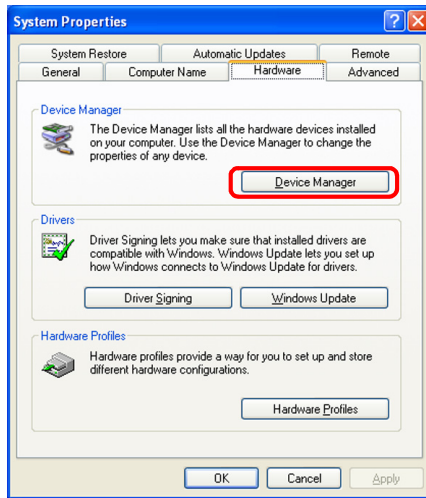 System Properties
System Restore Automatic Updates Remote
General Computer Name Hardware Advanced
Device Manager
The Device Manager lists all the hardware devices installed
on your computer. Use the Device Manager to change the
properties of any device.
Device Manager
Drivers
Driver Signing lets you make sure that installed drivers are
compatible with Windows. Windows Update lets you set up
how Windows connects to Windows Update for drivers.
Driver Signing Windows Update
Hardware Profiles
Hardware profiles provide a way for you to set up and store
different hardware configurations.
Hardware Profiles
OK Cancel Apply